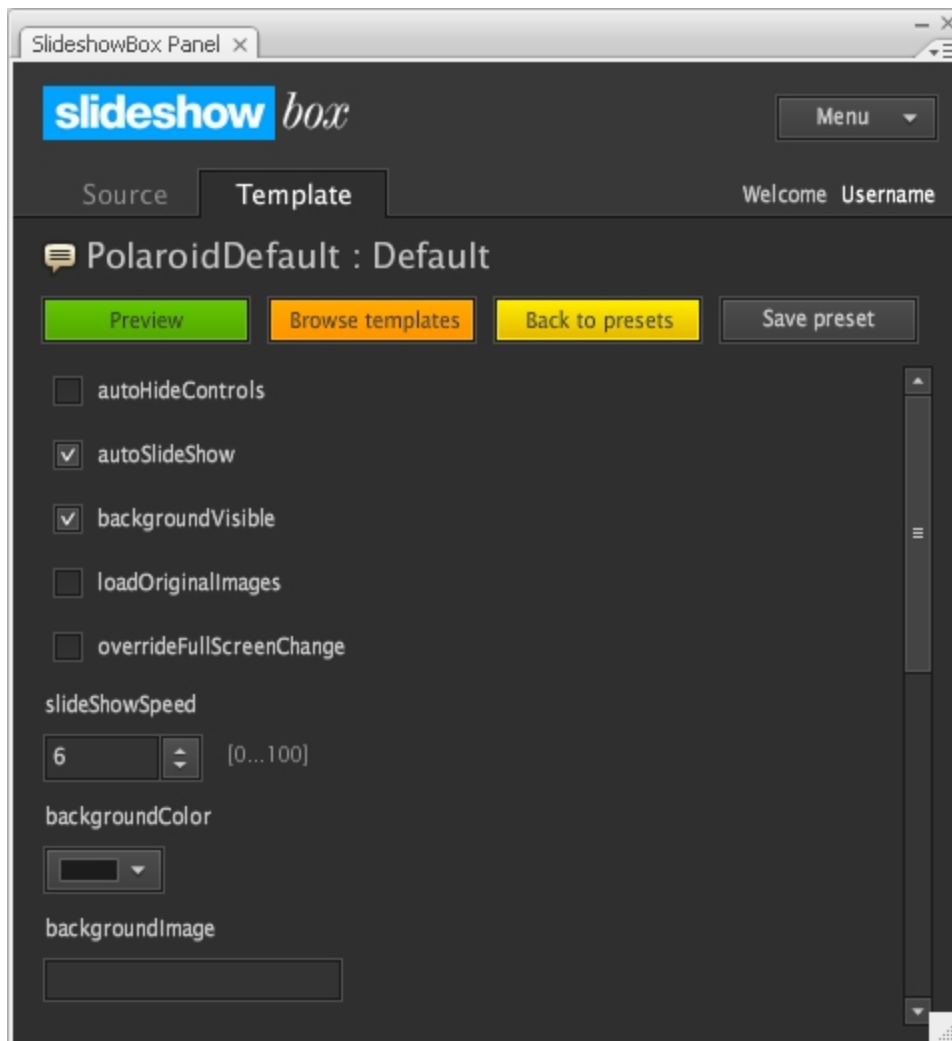 SlideshowBox Panel
slideshow box
Menu
Source Template Welcome Username
PolaroidDefault : Default
Preview Browse templates Back to presets Save preset
autoHideControls
autoSlideShow
backgroundVisible
loadOriginalImages
overrideFullScreenChange
slideShowSpeed
6 [0...100]
backgroundColor
backgroundImage